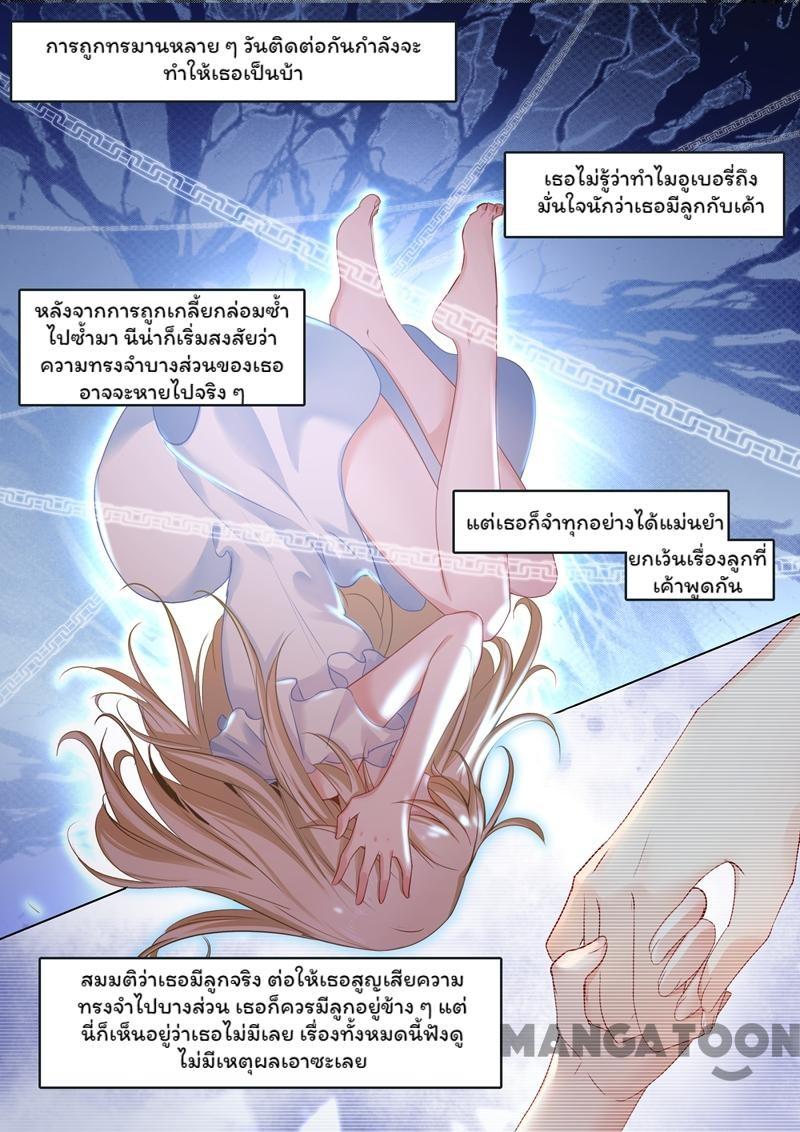 การถูกทรมานหลาย ๆ วันติดต่อกันกำลังจะ
ทำให้เธอเป็นบ้า
เธอไม่รู้ว่าทำไมอูเบอรี่ถึง
มั่นใจนักว่าเธอมีลูกกับเค้า
หลังจากการถูกเกลี้ยกล่อมซ้ำ
ไปซ้ำมา นีน่าก็เริ่มสงสัยว่า
ความทรงจำบางส่วนของเธอ
อาจจะหายไปจริง ๆ
แต่เธอก็จำทุกอย่างได้แม่นยำ
ยกเว้นเรื่องลูกที่
เค้าพูดกัน
สมมติว่าเธอมีลูกจริง ต่อให้เธอสูญเสียความ
ทรงจำไปบางส่วน เธอก็ควรมีลูกอยู่ข้าง ๆ แต่
นี่ก็เห็นอยู่ว่าเธอไม่มีเลย เรื่องทั้งหมดนี้ฟังดู
ไม่มีเหตุผลเอาซะเลย
MANGATOON